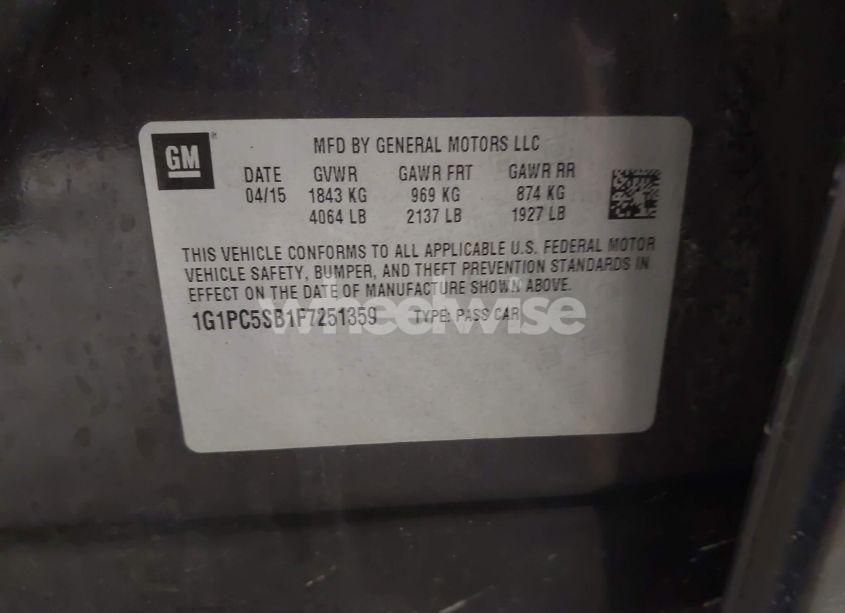 GM ®
MFD BY GENERAL MOTORS LLC
DATE GVWR GAWR FRT GAWR RR
04/15 1843 KG 969 KG 874 KG
4064 LB 2137 LB 1927 LB
THIS VEHICLE CONFORMS TO ALL APPLICABLE U.S. FEDERAL MOTOR
VEHICLE SAFETY, BUMPER, AND THEFT PREVENTION STANDARDS IN
EFFECT ON THE DATE OF MANUFACTURE SHOWN ABOVE.
1G1PC5SB1F7251359 TYPE: PASS CAR
wheelwise